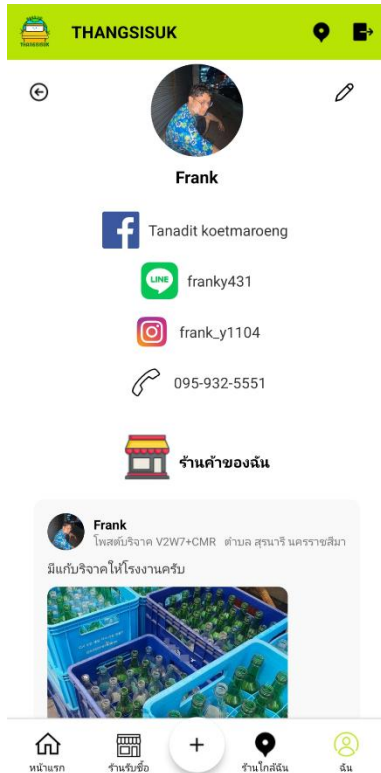 THANGSISUK
THANGSISUK
Frank
Tanadit koetmaroeng
LINE
franky431
frank_y1104
095-932-5551
ร้านค้าของฉัน
Frank
โพสต์บริจาค V2W7+CMR ตำบล สุรนารี นครราชสีมา
มีแก้บริจาคให้โรงงานครับ
หน้าแรก
ร้านรับซื้อ
+
ร้านใกล้ฉัน
ฉัน